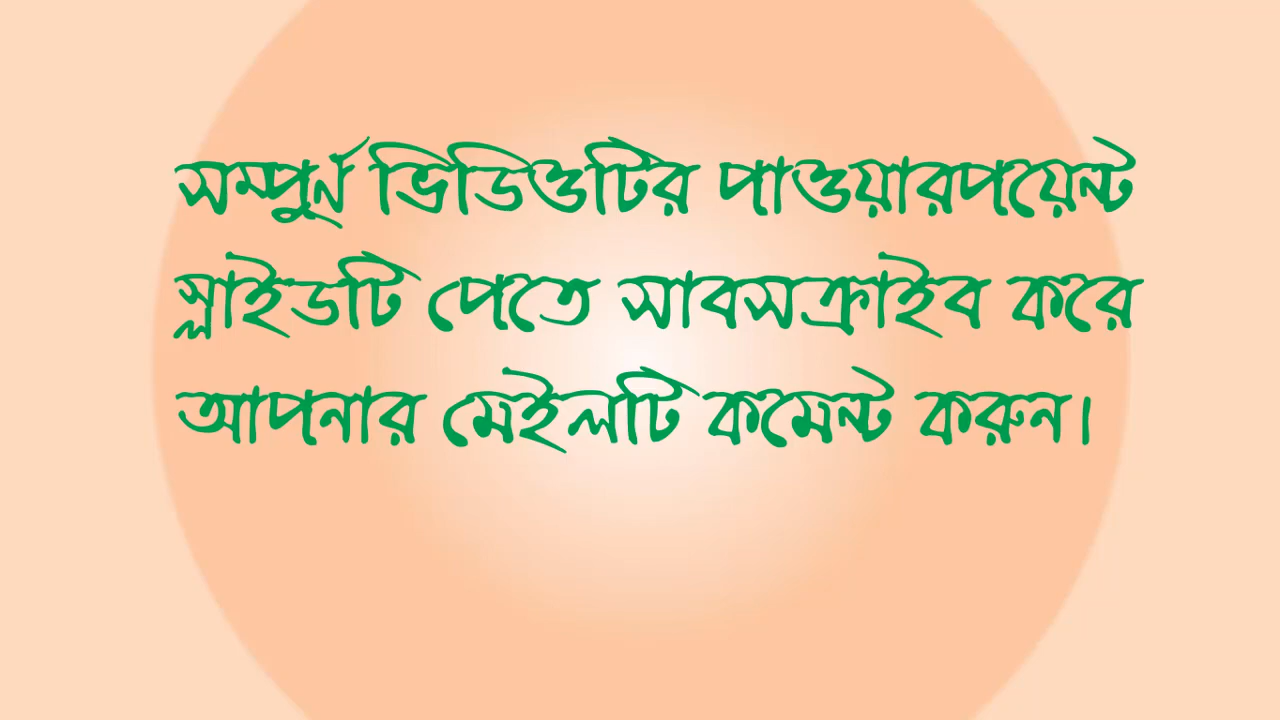 সম্পুর্ন ভিডিওটির পাওয়ারপয়েন্ট
স্লাইডটি পেতে সাবসক্রাইব করে
আপনার মেইলটি কমেন্ট করুন।